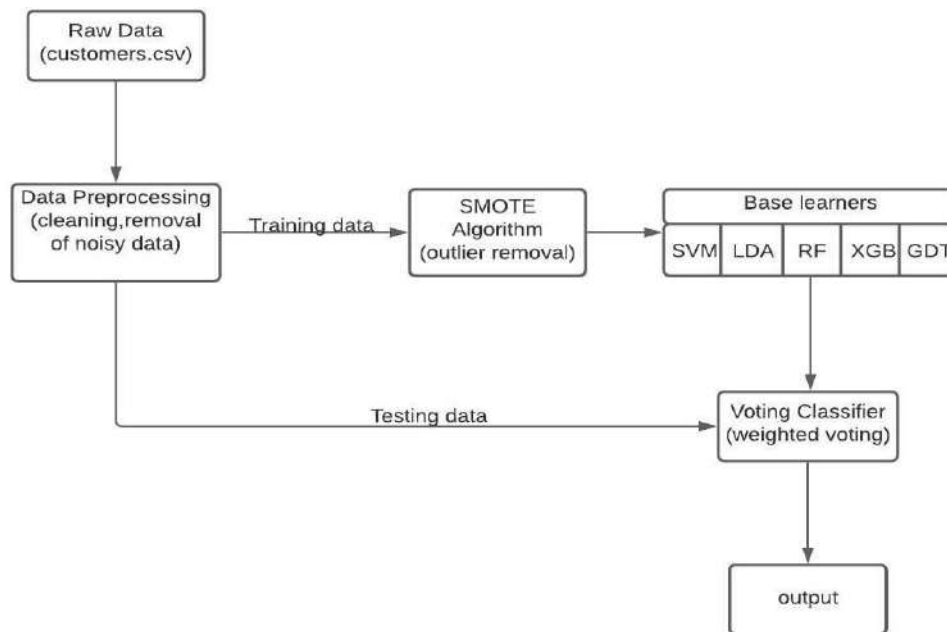 Raw Data
(customers.csv)
Data Preprocessing
(cleaning,removal
of noisy data)
Training data
SMOTE
Algorithm
(outlier removal)
Base learners
SVM LDA RF XGB GDT
Testing data
Voting Classifier
(weighted voting)
output